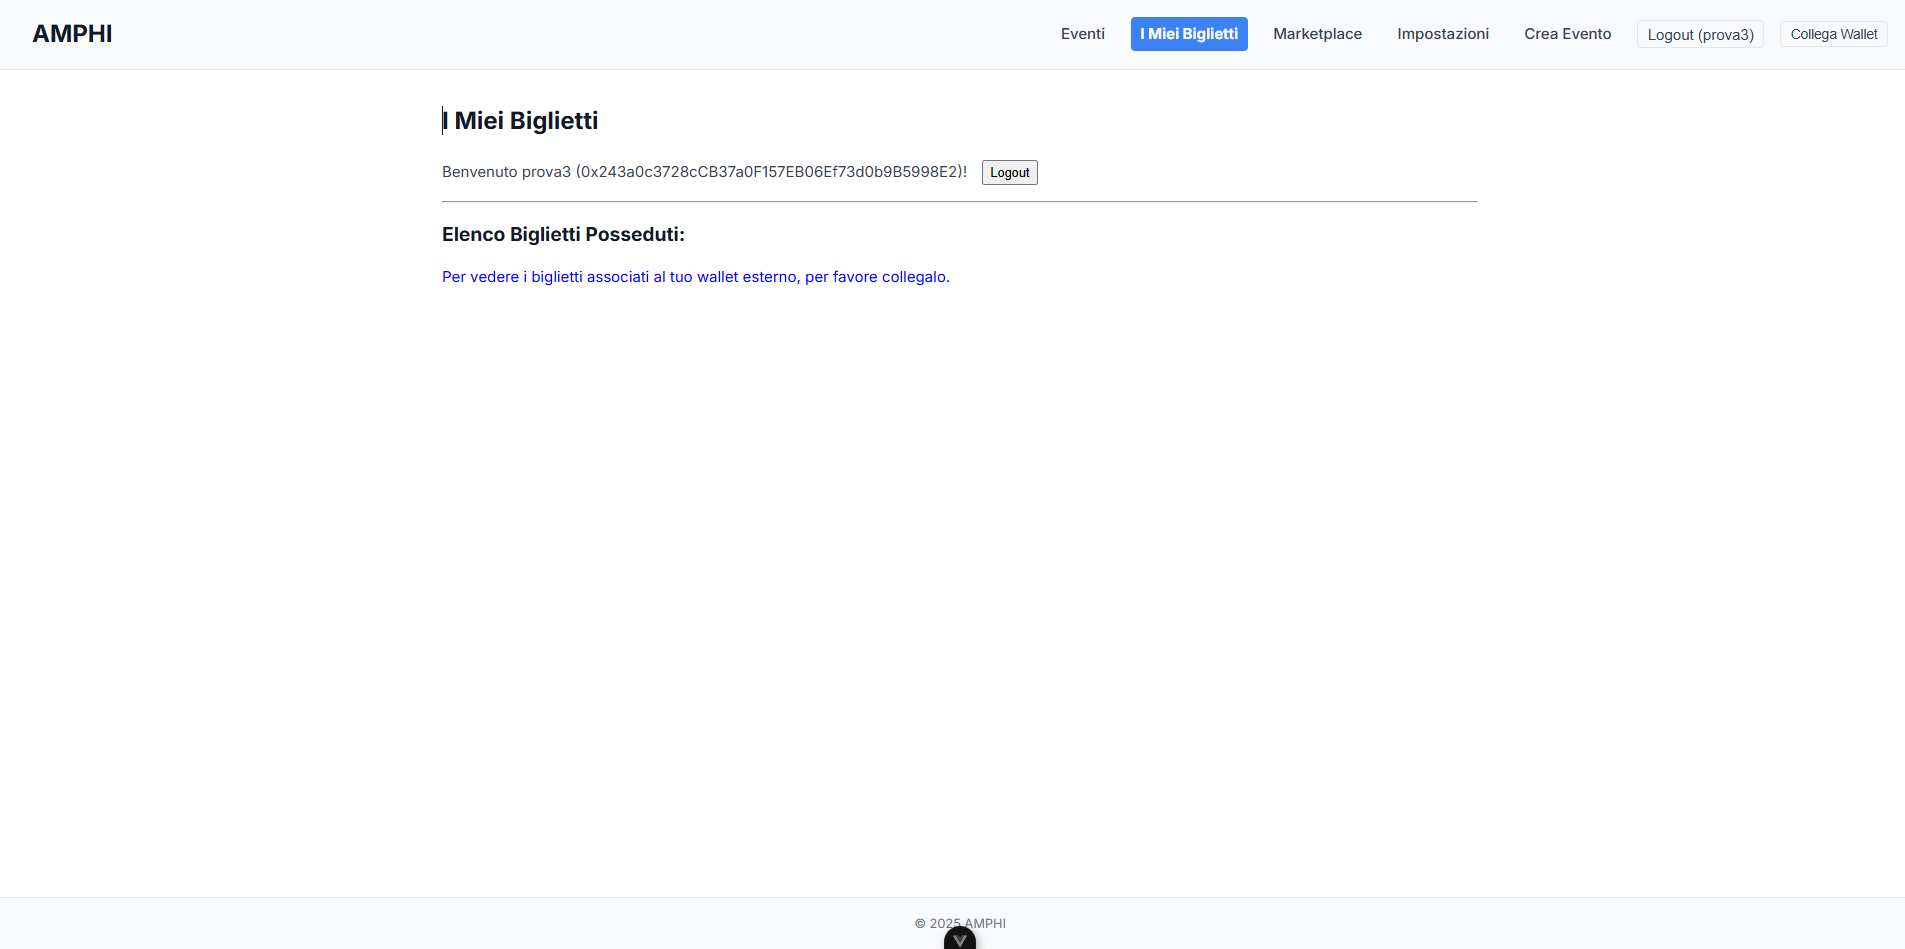 AMPHI
Eventi
I Miei Biglietti
Marketplace
Impostazioni
Crea Evento
Logout (prova3)
Collega Wallet
I Miei Biglietti
Benvenuto prova3 (0x243a0c3728cCB37a0F157EB06Ef73d0b9B5998E2)!
Logout
Elenco Biglietti Posseduti:
Per vedere i biglietti associati al tuo wallet esterno, per favore collegalo.
© 2025 AMPHI